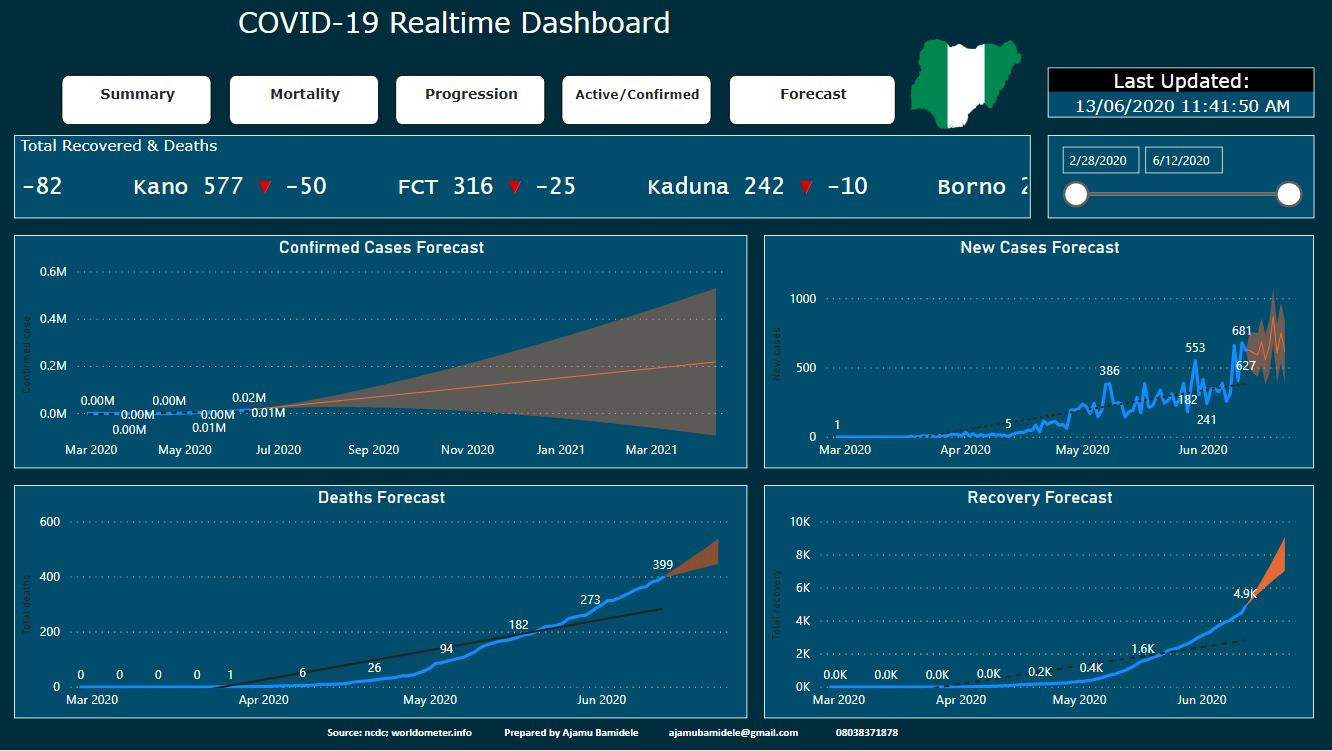 COVID-19 Realtime Dashboard
Summary
Mortality
Progression
Active/Confirmed
Forecast
Last Updated:
13/06/2020 11:41:50 AM
Total Recovered & Deaths
-82 Kano 577 ▼ -50 FCT 316 ▼ -25 Kaduna 242 ▼ -10 Borno
2/28/2020 6/12/2020
Confirmed Cases Forecast
Confirmed case
0.6M
0.4M
0.2M
0.0M
0.00M 0.00M 0.00M 0.00M 0.00M 0.01M 0.02M 0.01M
Mar 2020 May 2020 Jul 2020 Sep 2020 Nov 2020 Jan 2021 Mar 2021
New Cases Forecast
New cases
1000
500
0
1 5 386 182 553 241 681 627
Mar 2020 Apr 2020 May 2020 Jun 2020
Deaths Forecast
Total deaths
600
400
200
0
0 0 0 0 1 6 26 94 182 273 399
Mar 2020 Apr 2020 May 2020 Jun 2020
Recovery Forecast
Total recovery
10K
8K
6K
4K
2K
0K
0.0K 0.0K 0.0K 0.0K 0.2K 0.4K 1.6K 4.9K
Mar 2020 Apr 2020 May 2020 Jun 2020
Source: ncdc; worldometer.info Prepared by Ajamu Bamidele ajamubamidele@gmail.com 08038371878